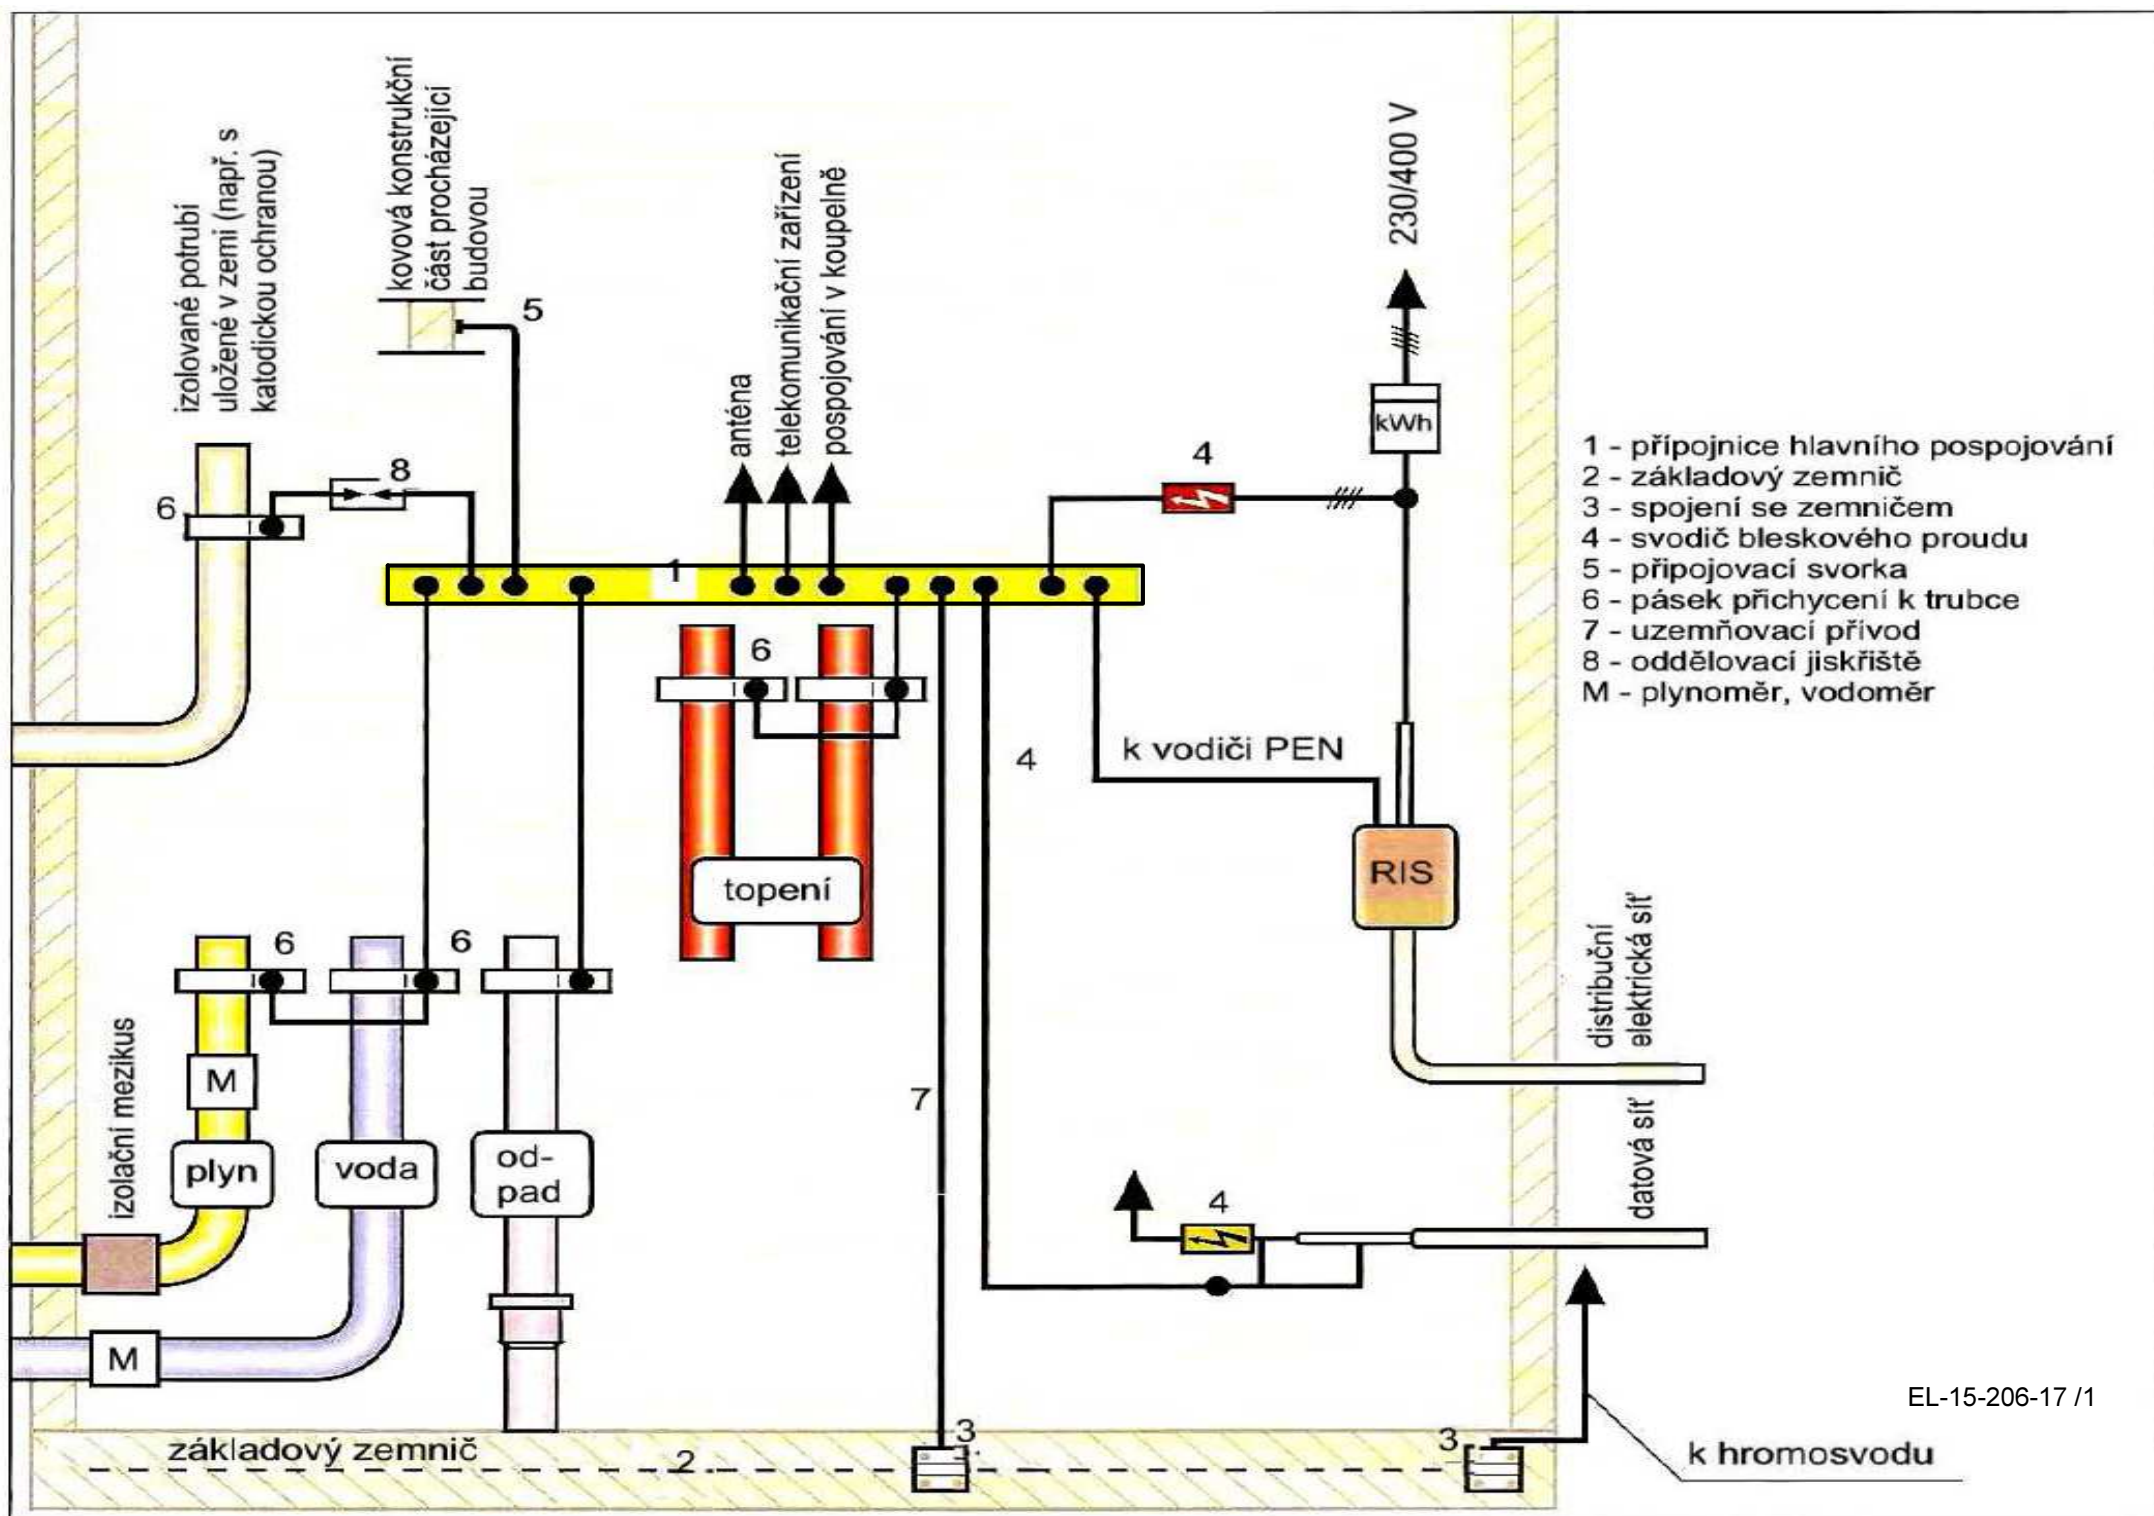 izolované potrubí
uložené v zemi (např. s
katodickou ochranou)
kovová konstrukční
část procházející
budovou
5
8
6
anténa
telekomunikační zařízení
pospojování v koupelně
230/400 V
kWh
4
1
6
1 - přípojnice hlavního pospojování
2 - základový zemnič
3 - spojení se zemničem
4 - svodič bleskového proudu
5 - připojovací svorka
6 - pásek přichycení k trubce
7 - uzemňovací přívod
8 - oddělovací jiskřiště
M - plynoměr, vodoměr
4
k vodiči PEN
RIS
topení
6
6
izolační mezikus
M
plyn
voda
od-
pad
M
7
distribuční
elektrická síť
datová síť
4
EL-15-206-17 /1
základový zemnič
2
3
3
k hromosvodu